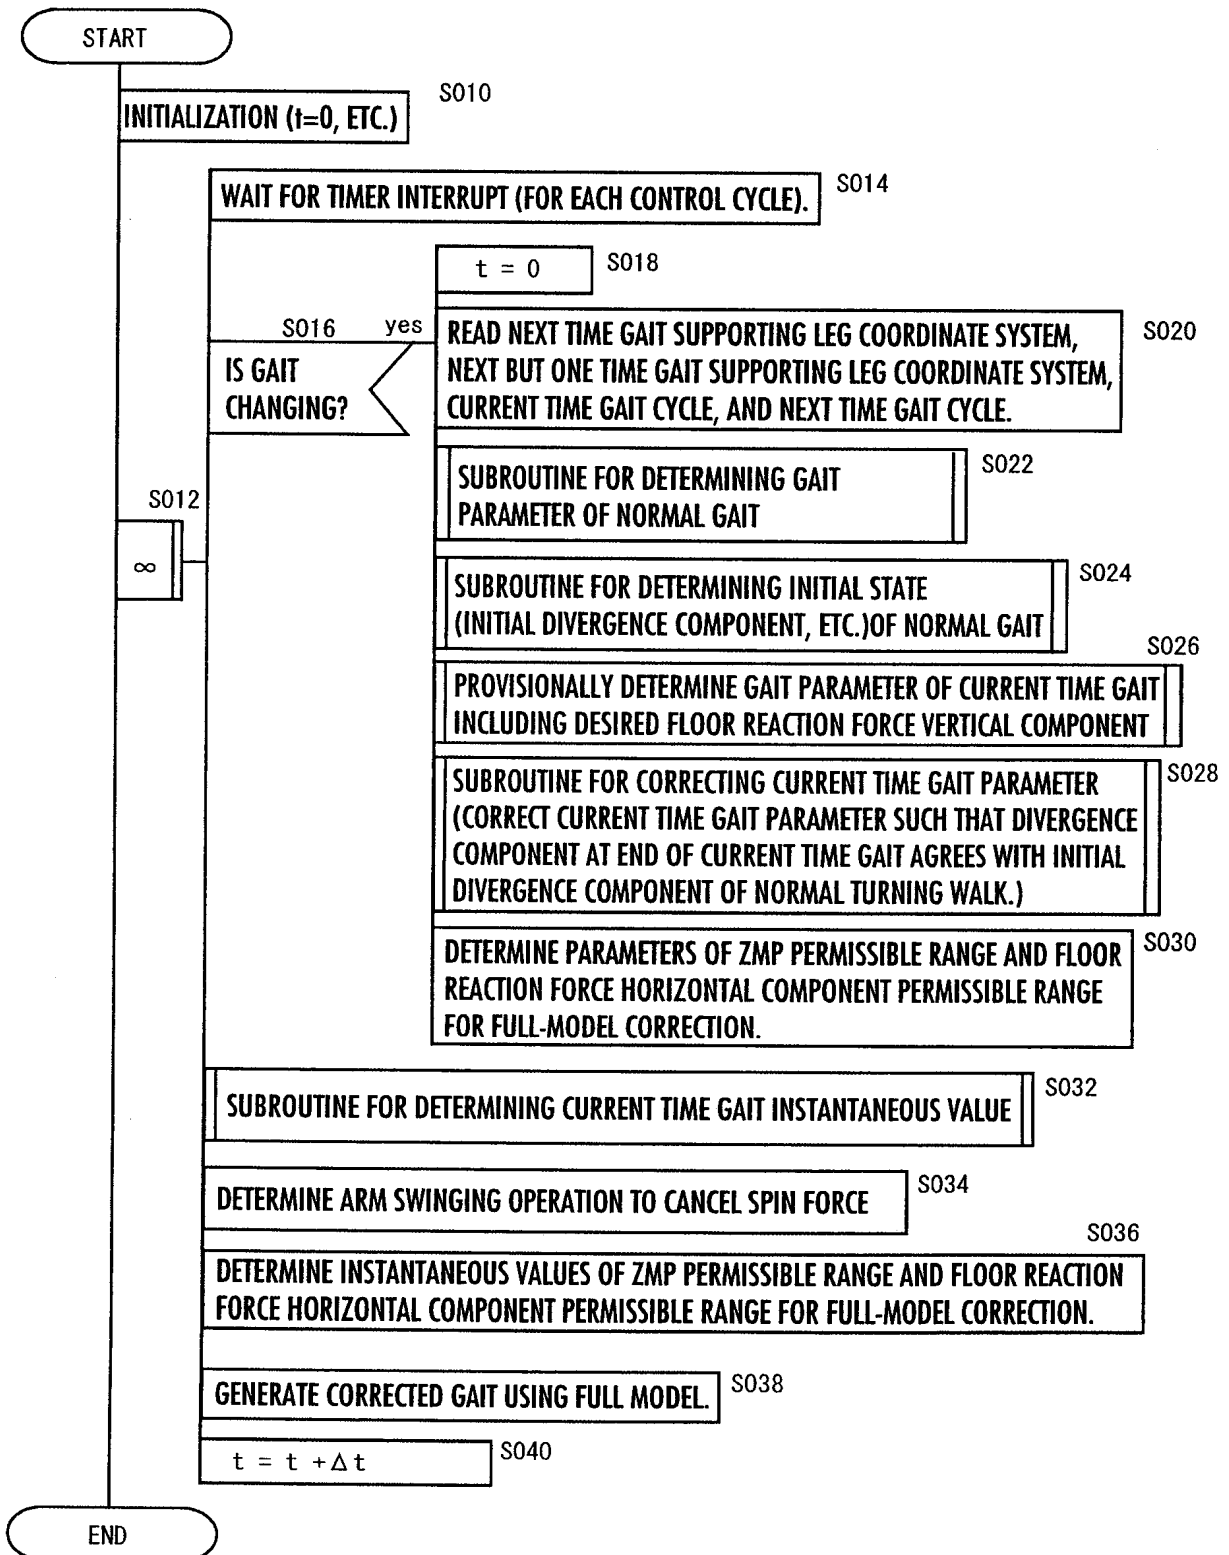 START
S010
INITIALIZATION (t=0, ETC.)
S014
WAIT FOR TIMER INTERRUPT (FOR EACH CONTROL CYCLE).
t = 0
S018
S016
yes
IS GAIT
CHANGING?
READ NEXT TIME GAIT SUPPORTING LEG COORDINATE SYSTEM,
NEXT BUT ONE TIME GAIT SUPPORTING LEG COORDINATE SYSTEM,
CURRENT TIME GAIT CYCLE, AND NEXT TIME GAIT CYCLE.
S020
SUBROUTINE FOR DETERMINING GAIT
PARAMETER OF NORMAL GAIT
S022
S012
∞
SUBROUTINE FOR DETERMINING INITIAL STATE
(INITIAL DIVERGENCE COMPONENT, ETC.)OF NORMAL GAIT
S024
S026
PROVISIONALLY DETERMINE GAIT PARAMETER OF CURRENT TIME GAIT
INCLUDING DESIRED FLOOR REACTION FORCE VERTICAL COMPONENT
S028
SUBROUTINE FOR CORRECTING CURRENT TIME GAIT PARAMETER
(CORRECT CURRENT TIME GAIT PARAMETER SUCH THAT DIVERGENCE
COMPONENT AT END OF CURRENT TIME GAIT AGREES WITH INITIAL
DIVERGENCE COMPONENT OF NORMAL TURNING WALK.)
S030
DETERMINE PARAMETERS OF ZMP PERMISSIBLE RANGE AND FLOOR
REACTION FORCE HORIZONTAL COMPONENT PERMISSIBLE RANGE
FOR FULL-MODEL CORRECTION.
S032
SUBROUTINE FOR DETERMINING CURRENT TIME GAIT INSTANTANEOUS VALUE
S034
DETERMINE ARM SWINGING OPERATION TO CANCEL SPIN FORCE
S036
DETERMINE INSTANTANEOUS VALUES OF ZMP PERMISSIBLE RANGE AND FLOOR REACTION
FORCE HORIZONTAL COMPONENT PERMISSIBLE RANGE FOR FULL-MODEL CORRECTION.
S038
GENERATE CORRECTED GAIT USING FULL MODEL.
S040
t = t +Δt
END